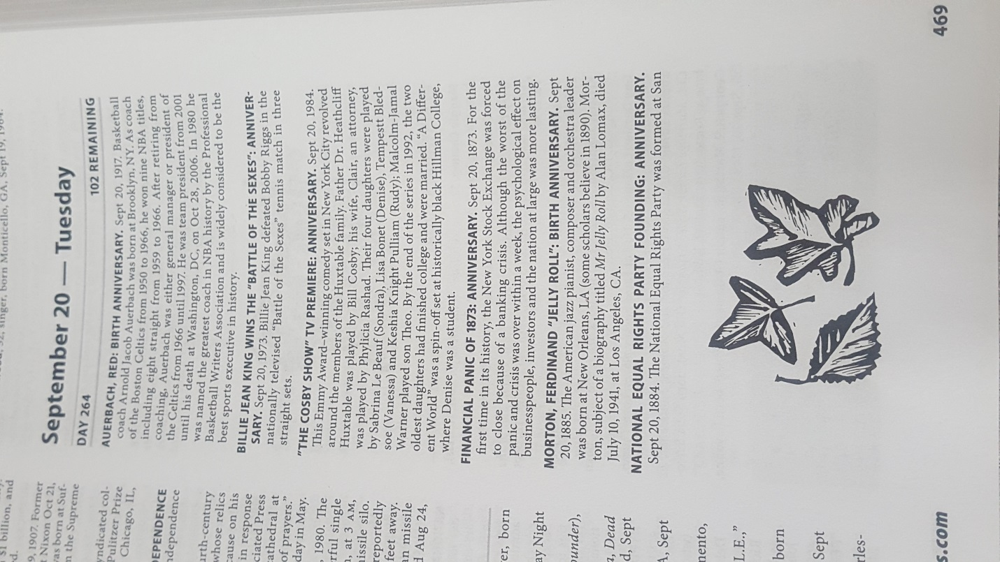 $1 billion, and
ed.
9, 1907. Former
t Nixon Oct 21,
was born at Suf-
n the Supreme
yndicated col-
Pulitzer Prize
Chicago, IL,
DEPENDENCE
ndependence
urth-century
whose relics
cause on his
in response
ciated Press
athedral at
of prayers.”
day in May.
, 1980. The
rful single
, at 3 AM,
issile silo.
reportedly
feet away.
an missile
d Aug 24,
er, born
ay Night
ounder),
a, Dead
d, Sept
A, Sept
nento,
L.E.,”
born
Sept
rles-
s.com
singer, born Monticello, GA, Sept 19, 1964.
September 20 — Tuesday
DAY 264 102 REMAINING
AUERBACH, RED: BIRTH ANNIVERSARY. Sept 20, 1917. Basketball
coach Arnold Jacob Auerbach was born at Brooklyn, NY. As coach
of the Boston Celtics from 1950 to 1966, he won nine NBA titles,
including eight straight from 1959 to 1966. After retiring from
coaching, Auerbach was either general manager or president of
the Celtics from 1966 until 1997. He was team president from 2001
until his death at Washington, DC, on Oct 28, 2006. In 1980 he
was named the greatest coach in NBA history by the Professional
Basketball Writers Association and is widely considered to be the
best sports executive in history.
BILLIE JEAN KING WINS THE “BATTLE OF THE SEXES”: ANNIVER-
SARY. Sept 20, 1973. Billie Jean King defeated Bobby Riggs in the
nationally televised “Battle of the Sexes” tennis match in three
straight sets.
“THE COSBY SHOW” TV PREMIERE: ANNIVERSARY. Sept 20, 1984.
This Emmy Award–winning comedy set in New York City revolved
around the members of the Huxtable family. Father Dr. Heathcliff
Huxtable was played by Bill Cosby; his wife, Clair, an attorney,
was played by Phylicia Rashad. Their four daughters were played
by Sabrina Le Beauf (Sondra), Lisa Bonet (Denise), Tempestt Bled-
soe (Vanessa) and Keshia Knight Pulliam (Rudy); Malcolm-Jamal
Warner played son Theo. By the end of the series in 1992, the two
oldest daughters had finished college and were married. “A Differ-
ent World” was a spin-off set at historically black Hillman College,
where Denise was a student.
FINANCIAL PANIC OF 1873: ANNIVERSARY. Sept 20, 1873. For the
first time in its history, the New York Stock Exchange was forced
to close because of a banking crisis. Although the worst of the
panic and crisis was over within a week, the psychological effect on
businesspeople, investors and the nation at large was more lasting.
MORTON, FERDINAND “JELLY ROLL”: BIRTH ANNIVERSARY. Sept
20, 1885. The American jazz pianist, composer and orchestra leader
was born at New Orleans, LA (some scholars believe in 1890). Mor-
ton, subject of a biography titled Mr Jelly Roll by Alan Lomax, died
July 10, 1941, at Los Angeles, CA.
NATIONAL EQUAL RIGHTS PARTY FOUNDING: ANNIVERSARY.
Sept 20, 1884. The National Equal Rights Party was formed at San
469